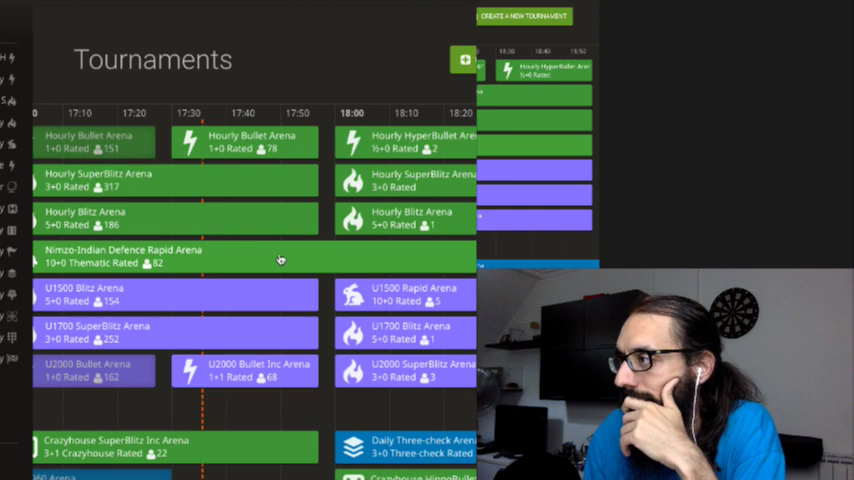 CREATE A NEW TOURNAMENT
Tournaments
18:30 18:40 18:50
Hourly HyperBullet Aren
½+0 Rated
17:10 17:20 17:30 17:40 17:50 18:00 18:10 18:20
Hourly Bullet Arena
1+0 Rated 151
Hourly Bullet Arena
1+0 Rated 78
Hourly HyperBullet Are
½+0 Rated 2
Hourly SuperBlitz Arena
3+0 Rated 317
Hourly SuperBlitz Arena
3+0 Rated
Hourly Blitz Arena
5+0 Rated 186
Hourly Blitz Arena
5+0 Rated 1
Nimzo-Indian Defence Rapid Arena
10+0 Thematic Rated 82
U1500 Blitz Arena
5+0 Rated 154
U1500 Rapid Arena
10+0 Rated 5
U1700 SuperBlitz Arena
3+0 Rated 252
U1700 Blitz Arena
5+0 Rated 1
U2000 Bullet Arena
1+0 Rated 162
U2000 Bullet Inc Arena
1+1 Rated 68
U2000 SuperBlitz Arena
3+0 Rated 3
Crazyhouse SuperBlitz Inc Arena
3+1 Crazyhouse Rated 22
Daily Three-check Aren
3+0 Three-check Rated
960 Arena
Crazyhouse HippoBullet